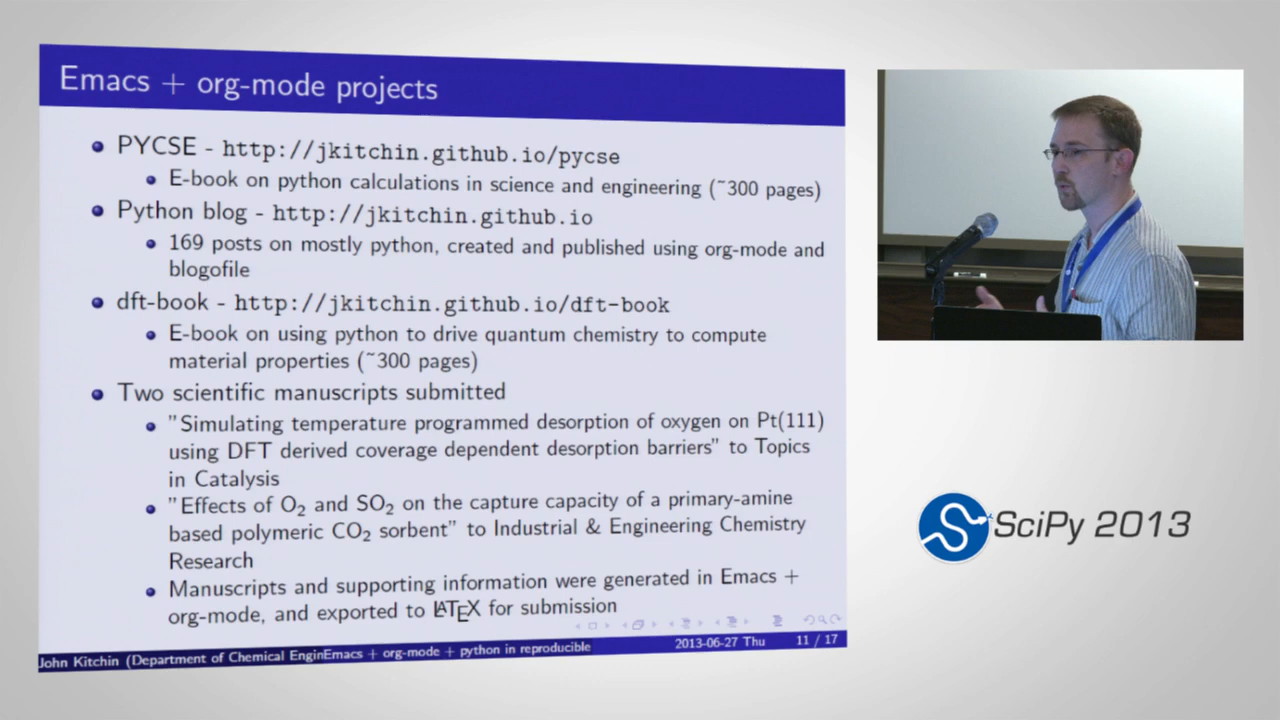 Emacs + org-mode projects
PYCSE - http://jkitchin.github.io/pycse
E-book on python calculations in science and engineering (~300 pages)
Python blog - http://jkitchin.github.io
169 posts on mostly python, created and published using org-mode and
blogofile
dft-book - http://jkitchin.github.io/dft-book
E-book on using python to drive quantum chemistry to compute
material properties (~300 pages)
Two scientific manuscripts submitted
"Simulating temperature programmed desorption of oxygen on Pt(111)
using DFT derived coverage dependent desorption barriers" to Topics
in Catalysis
"Effects of O₂ and SO₂ on the capture capacity of a primary-amine
based polymeric CO₂ sorbent" to Industrial & Engineering Chemistry
Research
Manuscripts and supporting information were generated in Emacs +
org-mode, and exported to LATEX for submission
John Kitchin (Department of Chemical EnginEmacs + org-mode + python in reproducible
2013-06-27 Thu
11 / 17
SciPy 2013